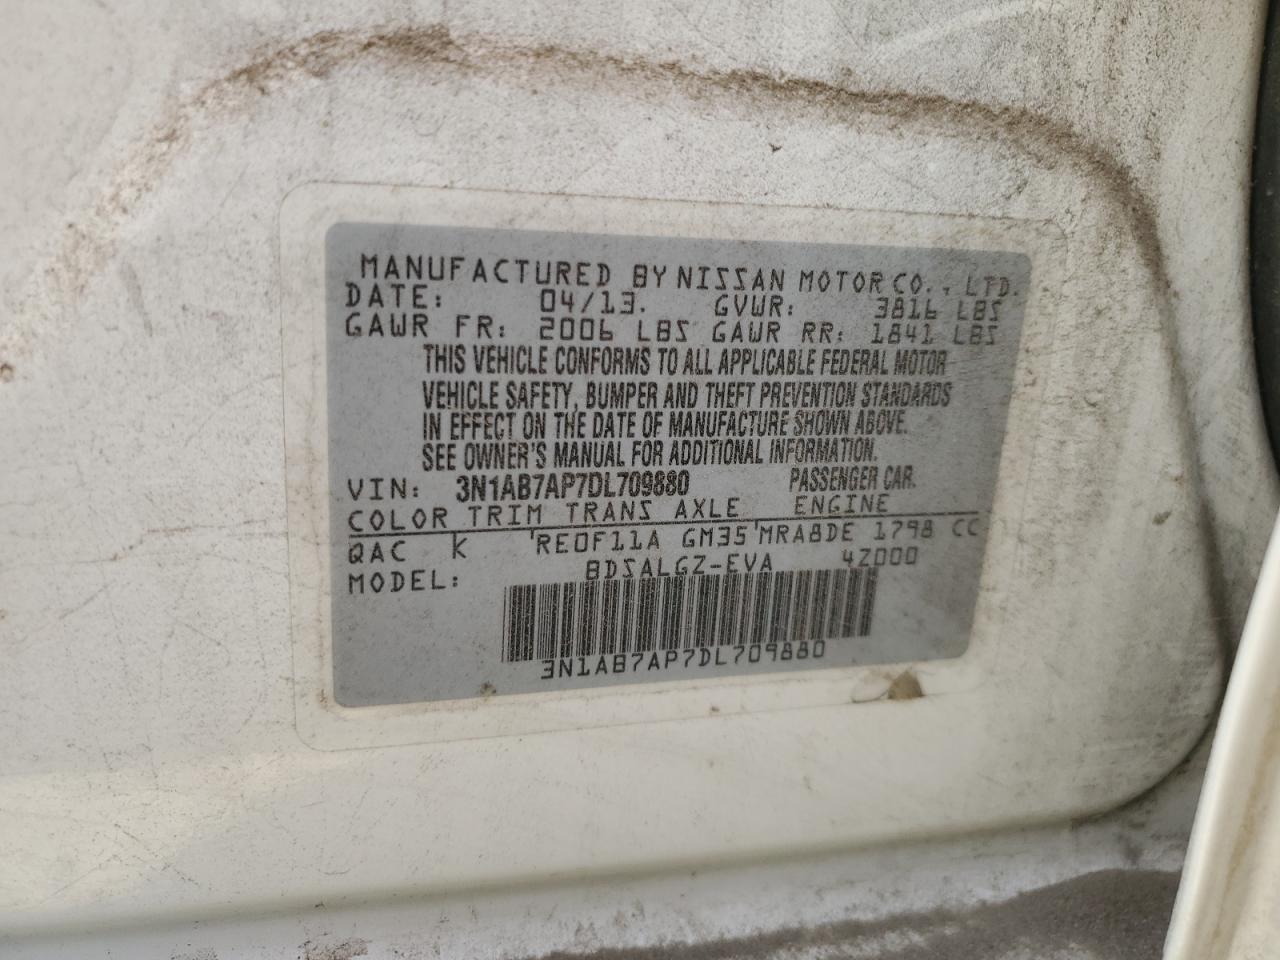 MANUFACTURED BY NISSAN MOTOR CO., LTD.
DATE: 04/13. GVWR: 3816 LBS
GAWR FR: 2006 LBS GAWR RR: 1841 LBS
THIS VEHICLE CONFORMS TO ALL APPLICABLE FEDERAL MOTOR
VEHICLE SAFETY, BUMPER AND THEFT PREVENTION STANDARDS
IN EFFECT ON THE DATE OF MANUFACTURE SHOWN ABOVE.
SEE OWNER'S MANUAL FOR ADDITIONAL INFORMATION.
VIN: 3N1AB7AP7DL709880 PASSENGER CAR.
COLOR TRIM TRANS AXLE ENGINE
QAC K 'REOF11A GM35'MRA8DE 1798 CC
MODEL: BDSALGZ-EVA 4Z000
3N1AB7AP7DL709880